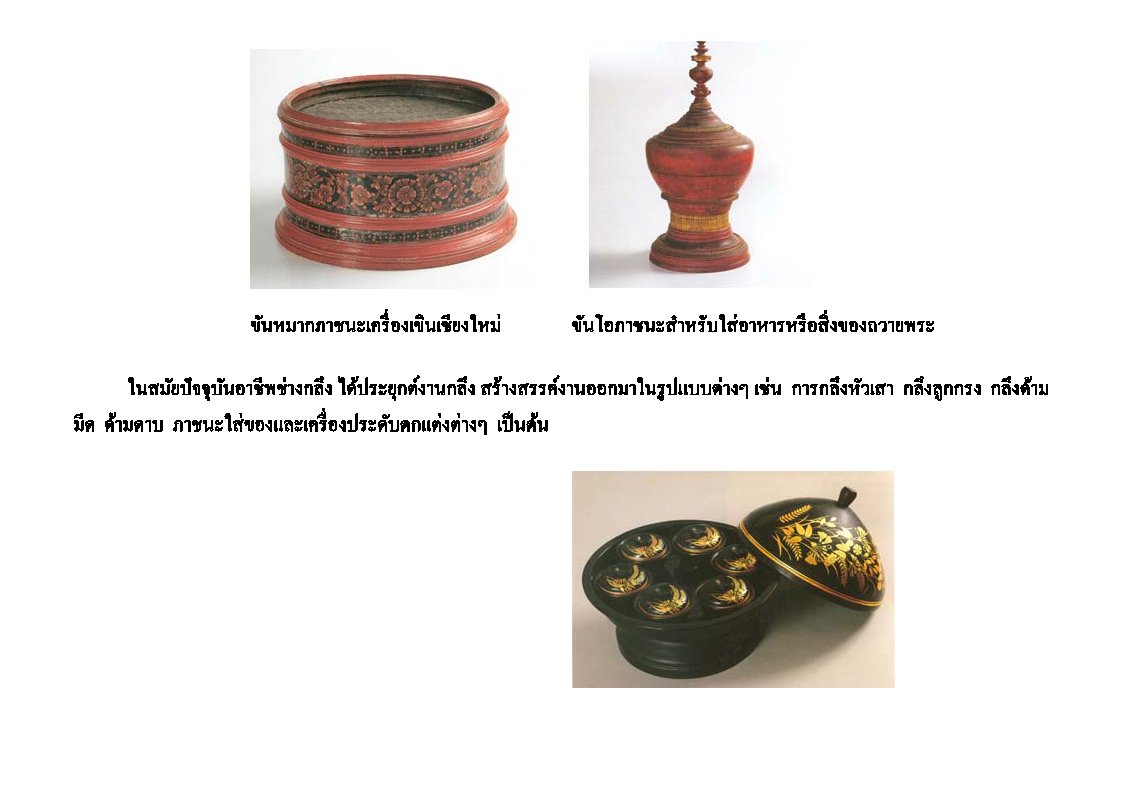 ขันหมากภาชนะเครื่องเขินเชียงใหม่ ขันโอภาชนะสำหรับใส่อาหารหรือสิ่งของถวายพระ
ในสมัยปัจจุบันอาชีพช่างกลึง ได้ประยุกต์งานกลึง สร้างสรรค์งานออกมาในรูปแบบต่างๆ เช่น การกลึงหัวเสา กลึงลูกกรง กลึงด้าม
มีด ด้ามดาบ ภาชนะใส่ของและเครื่องประดับตกแต่งต่างๆ เป็นต้น